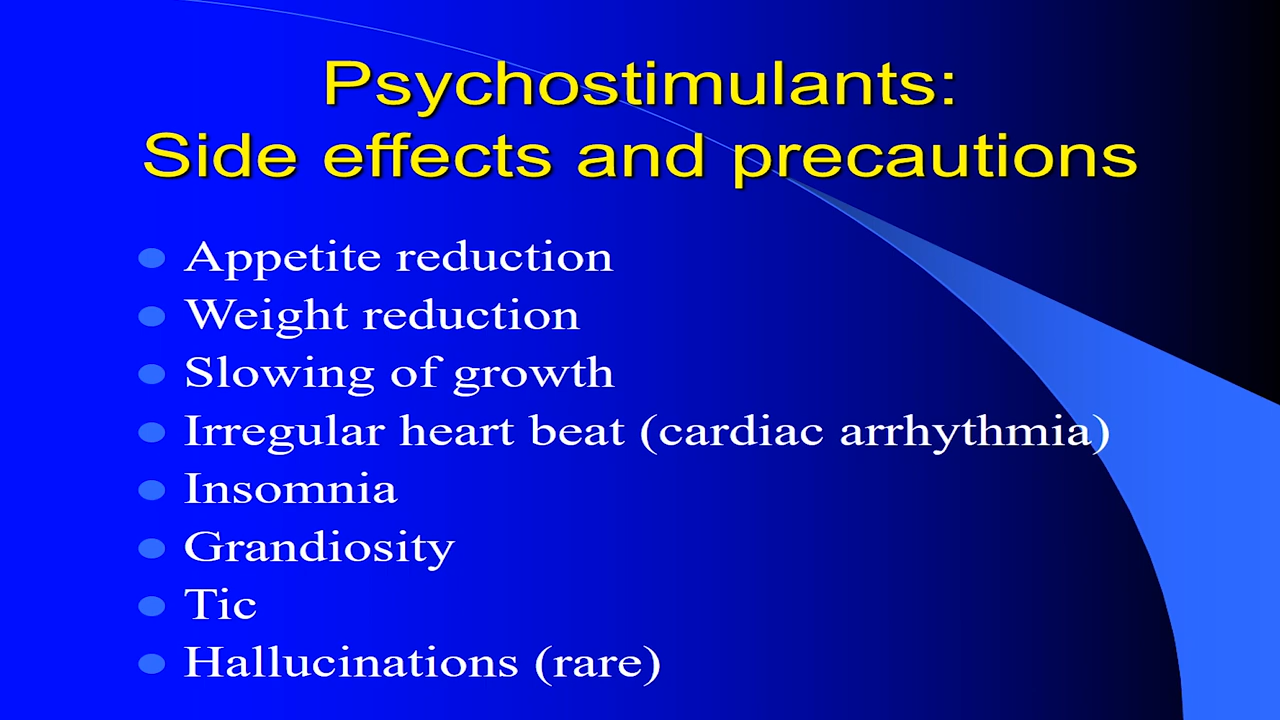 Psychostimulants:
Side effects and precautions
Appetite reduction
Weight reduction
Slowing of growth
Irregular heart beat (cardiac arrhythmia)
Insomnia
Grandiosity
Tic
Hallucinations (rare)